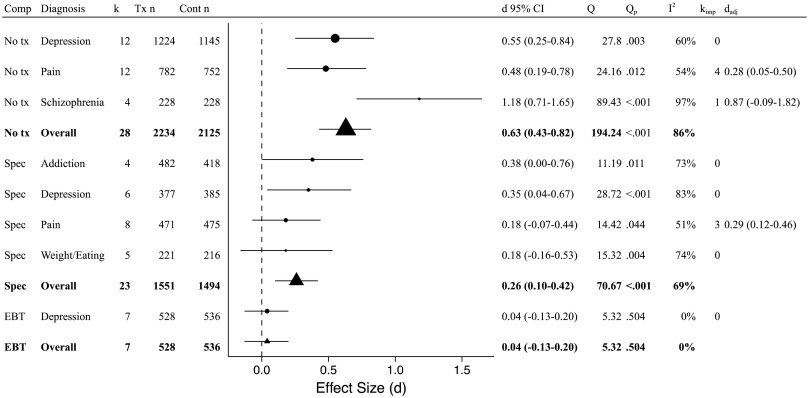 Comp Diagnosis k Tx n Cont n d 95% CI Q Qp I² kimp dadj
No tx Depression 12 1224 1145 0.55 (0.25-0.84) 27.8 .003 60% 0
No tx Pain 12 782 752 0.48 (0.19-0.78) 24.16 .012 54% 4 0.28 (0.05-0.50)
No tx Schizophrenia 4 228 228 1.18 (0.71-1.65) 89.43 <.001 97% 1 0.87 (-0.09-1.82)
No tx Overall 28 2234 2125 0.63 (0.43-0.82) 194.24 <.001 86%
Spec Addiction 4 482 418 0.38 (0.00-0.76) 11.19 .011 73% 0
Spec Depression 6 377 385 0.35 (0.04-0.67) 28.72 <.001 83% 0
Spec Pain 8 471 475 0.18 (-0.07-0.44) 14.42 .044 51% 3 0.29 (0.12-0.46)
Spec Weight/Eating 5 221 216 0.18 (-0.16-0.53) 15.32 .004 74% 0
Spec Overall 23 1551 1494 0.26 (0.10-0.42) 70.67 <.001 69%
EBT Depression 7 528 536 0.04 (-0.13-0.20) 5.32 .504 0% 0
EBT Overall 7 528 536 0.04 (-0.13-0.20) 5.32 .504 0%
0.0 0.5 1.0 1.5
Effect Size (d)